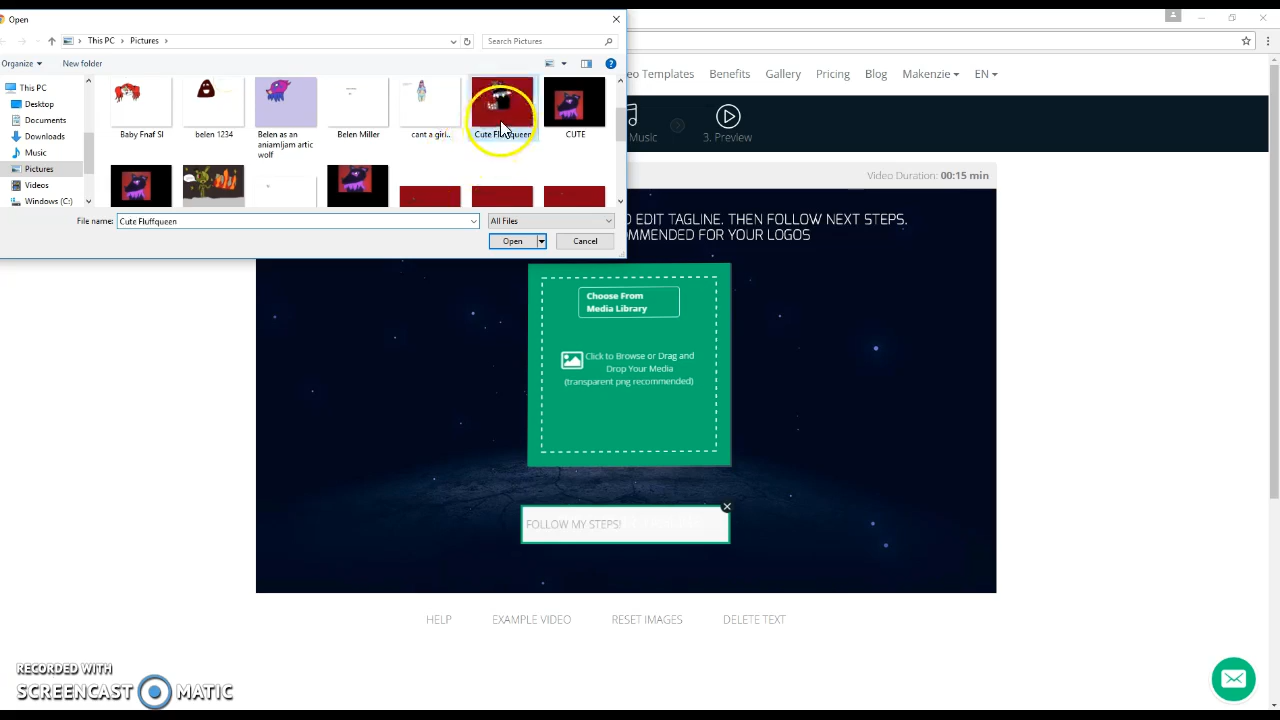 Open
This PC
Pictures
Search Pictures
Organize
New folder
This PC
Desktop
Documents
Downloads
Music
Pictures
Videos
Windows (C:)
Baby Fnaf Sl
belen 1234
Belen as an
aniamljam artic
wolf
Belen Miller
cant a giri..
Cute Fluffqueen
CUTE
File name:
Cute Fluffqueen
All Files
Open
Cancel
Templates
Benefits
Gallery
Pricing
Blog
Makenzie
EN
Music
3. Preview
Video Duration: 00:15 min
EDIT TAGLINE. THEN FOLLOW NEXT STEPS.
FOR YOUR LOGOS
Choose From
Media Library
Click to Browse or Drag and
Drop Your Media
(transparent png recommended)
FOLLOW MY STEPS!
HELP
EXAMPLE VIDEO
RESET IMAGES
DELETE TEXT
RECORDED WITH
SCREENCAST MATIC